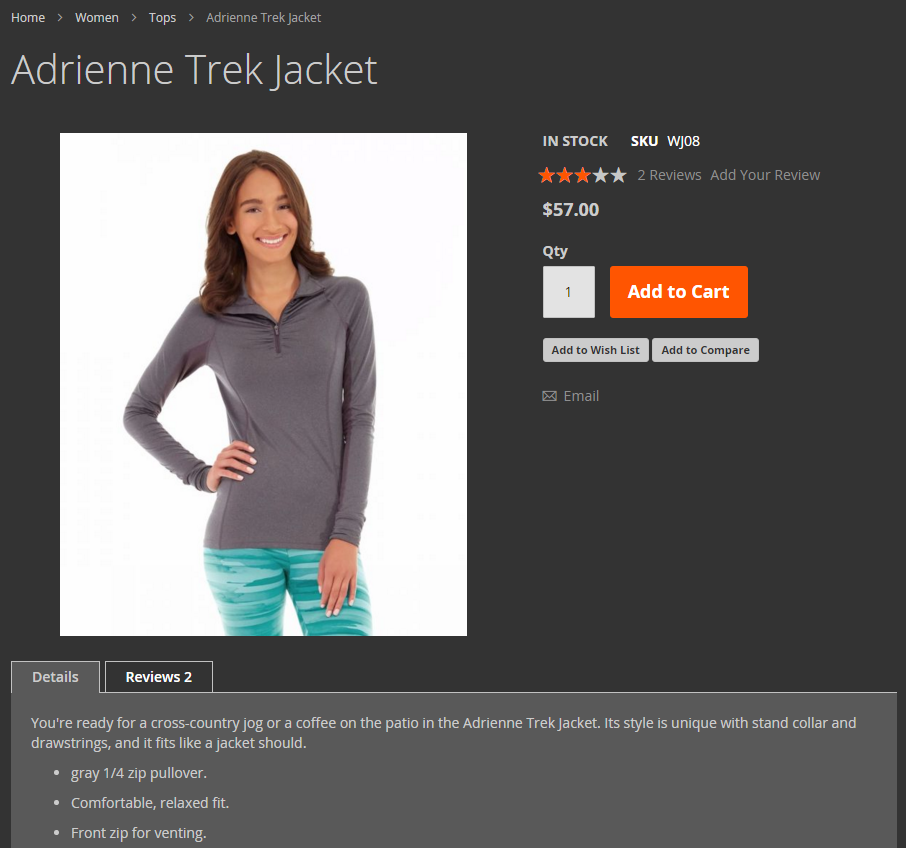 Home > Women > Tops > Adrienne Trek Jacket
Adrienne Trek Jacket
IN STOCK SKU WJ08
2 Reviews Add Your Review
$57.00
Qty
1 Add to Cart
Add to Wish List Add to Compare
Email
Details Reviews 2
You're ready for a cross-country jog or a coffee on the patio in the Adrienne Trek Jacket. Its style is unique with stand collar and
drawstrings, and it fits like a jacket should.
• gray 1/4 zip pullover.
• Comfortable, relaxed fit.
• Front zip for venting.